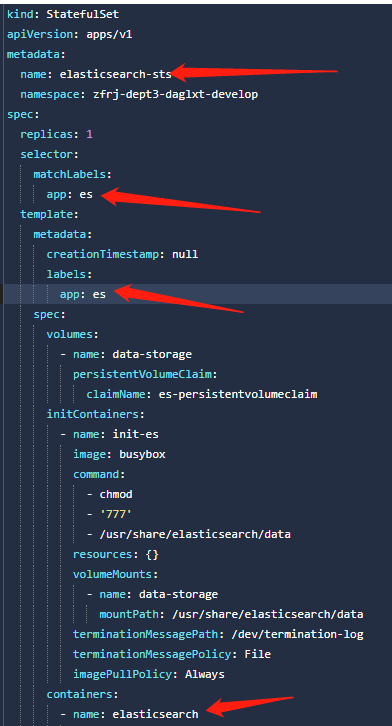 kind: StatefulSet
apiVersion: apps/v1
metadata:
  name: elasticsearch-sts
  namespace: zfrj-dept3-daglxt-develop
spec:
  replicas: 1
  selector:
    matchLabels:
      app: es
  template:
    metadata:
      creationTimestamp: null
      labels:
        app: es
    spec:
      volumes:
        - name: data-storage
          persistentVolumeClaim:
            claimName: es-persistentvolumeclaim
      initContainers:
        - name: init-es
          image: busybox
          command:
            - chmod
            - '777'
            - /usr/share/elasticsearch/data
          resources: {}
          volumeMounts:
            - name: data-storage
              mountPath: /usr/share/elasticsearch/data
          terminationMessagePath: /dev/termination-log
          terminationMessagePolicy: File
          imagePullPolicy: Always
      containers:
        - name: elasticsearch